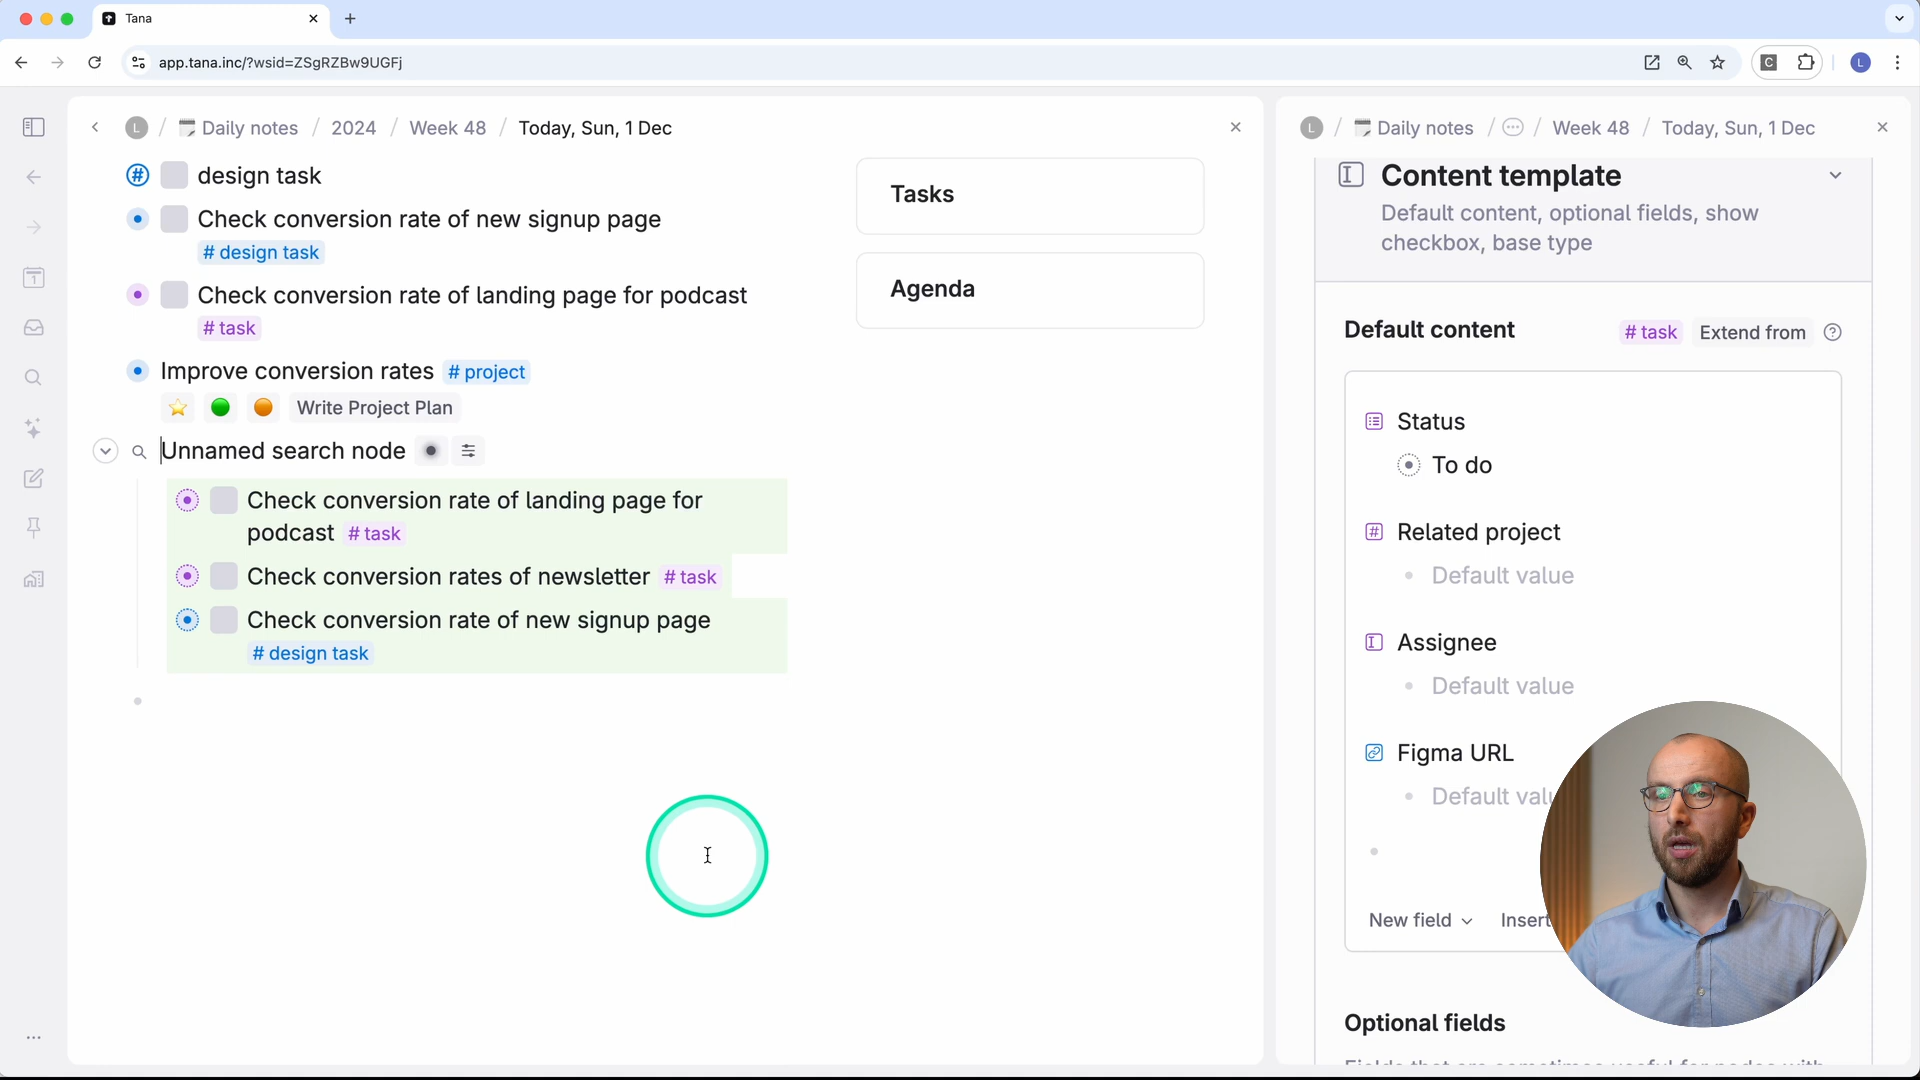 Tana
app.tana.inc/?wsid=ZSgRZBw9UGFj
L
L / Daily notes / 2024 / Week 48 / Today, Sun, 1 Dec
# design task
Check conversion rate of new signup page
# design task
Check conversion rate of landing page for podcast
# task
Improve conversion rates # project
Write Project Plan
Unnamed search node
Check conversion rate of landing page for
podcast # task
Check conversion rates of newsletter # task
Check conversion rate of new signup page
# design task
Tasks
Agenda
L / Daily notes / / Week 48 / Today, Sun, 1 Dec
Content template
Default content, optional fields, show
checkbox, base type
Default content # task Extend from
Status
To do
Related project
Default value
Assignee
Default value
Figma URL
Default
New field Insert
Optional fields